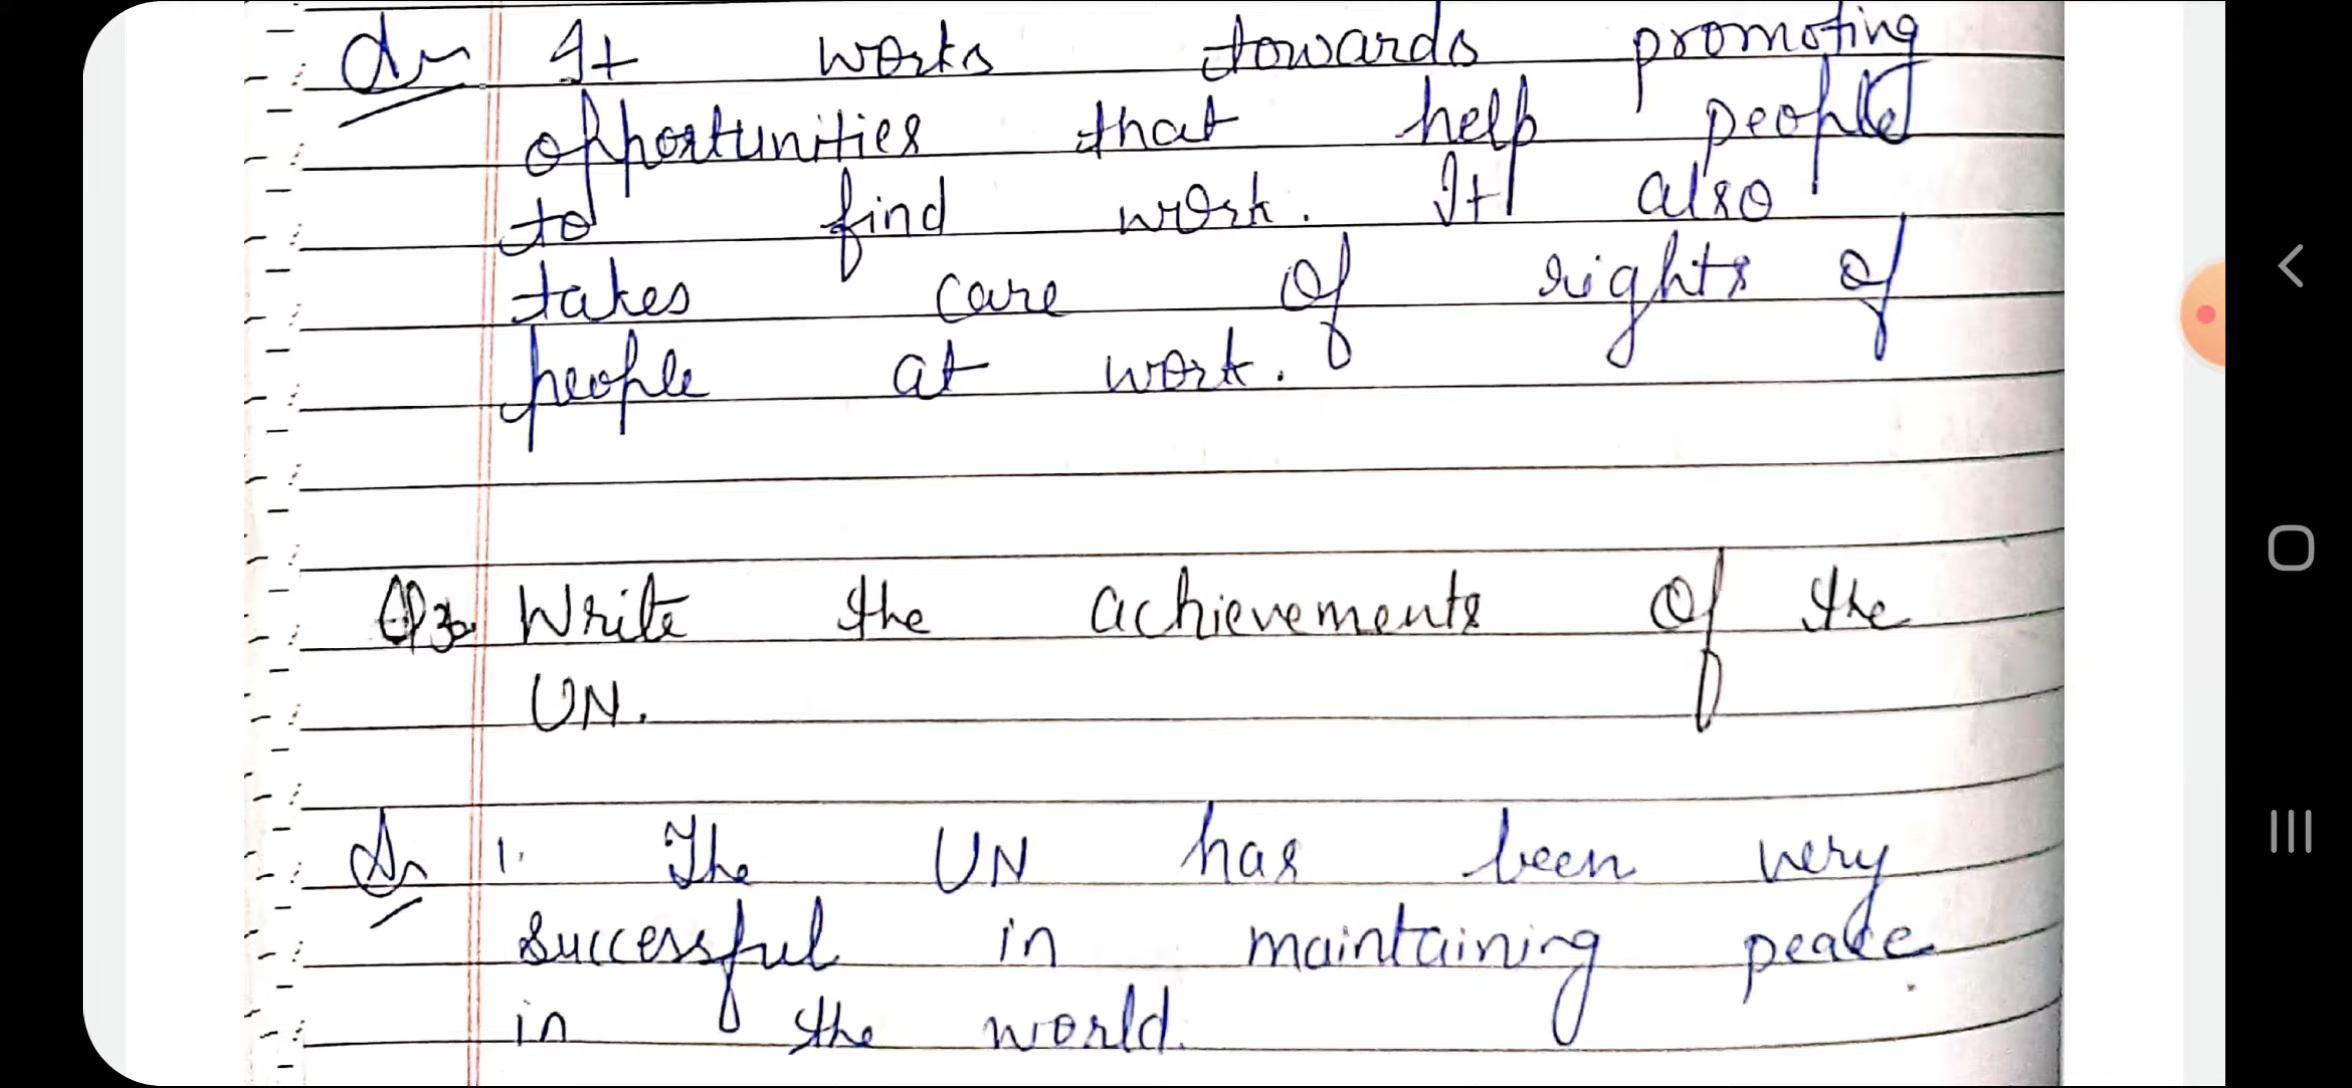 Ans It works towards promoting
opportunities that help people
to find work. It also
takes care of rights of
people at work.
Q3. Write the achievements of the
UN.
Ans 1. The UN has been very
successful in maintaining peace
in the world.